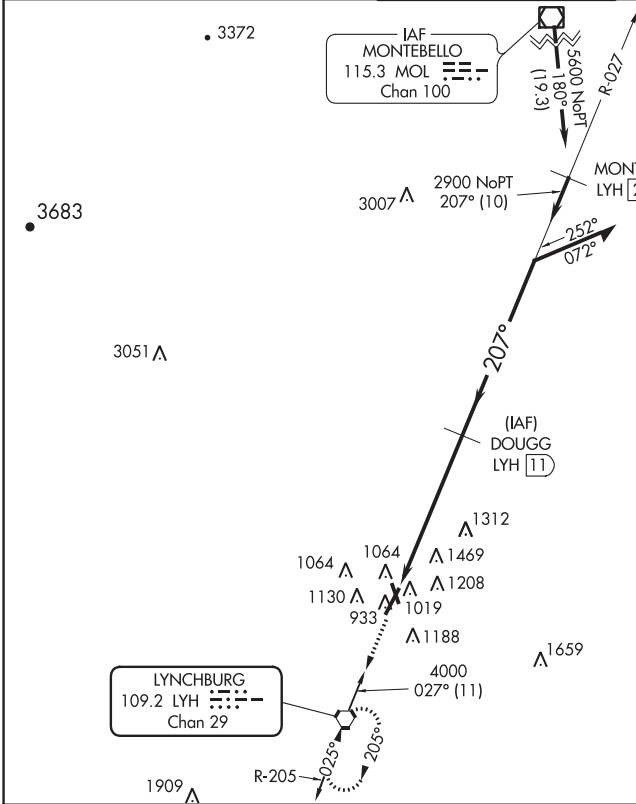 3372
IAF
MONTEBELLO
115.3 MOL
Chan 100
5600 NoPT
180°
(19.3)
R-027
MONT
LYH 2
2900 NoPT
207° (10)
3007
3683
252°
072°
207°
3051
(IAF)
DOUGG
LYH 11
1312
1469
1064
1064
1208
1130
933
1019
1188
1659
LYNCHBURG
109.2 LYH
Chan 29
4000
027° (11)
025°
205°
R-205
1909